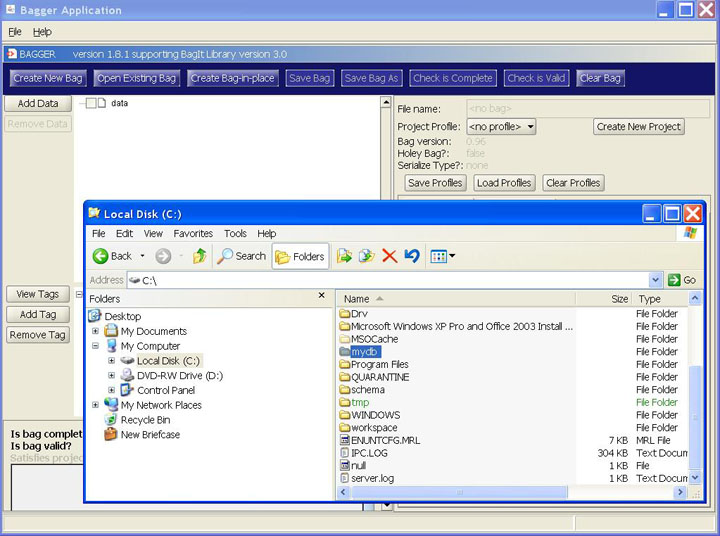 Bagger Application
File Help
BAGGER version 1.8.1 supporting BagIt Library version 3.0
Create New Bag Open Existing Bag Create Bag-in-place Save Bag Save Bag As Check is Complete Check is Valid Clear Bag
Add Data
Remove Data
data
File name: <no bag>
Project Profile: <no profile> Create New Project
Bag version: 0.96
Holey Bag?: false
Serialize Type?: none
Save Profiles Load Profiles Clear Profiles
View Tags
Add Tag
Remove Tag
Is bag complet
Is bag valid?
Satisfies projec
Local Disk (C:)
File Edit View Favorites Tools Help
Back Search Folders
Address C:\ Go
Folders x
Desktop
My Documents
My Computer
Local Disk (C:)
DVD-RW Drive (D:)
Control Panel
My Network Places
Recycle Bin
New Briefcase
Name Size Type
Drv File Folder
Microsoft Windows XP Pro and Office 2003 Install ... File Folder
MSOCache File Folder
mydb File Folder
Program Files File Folder
QUARANTINE File Folder
schema File Folder
tmp File Folder
WINDOWS File Folder
workspace File Folder
ENUNTCFG.MRL 7 KB MRL File
IPC.LOG 304 KB Text Docum
null 1 KB File
server.log 1 KB Text Docum